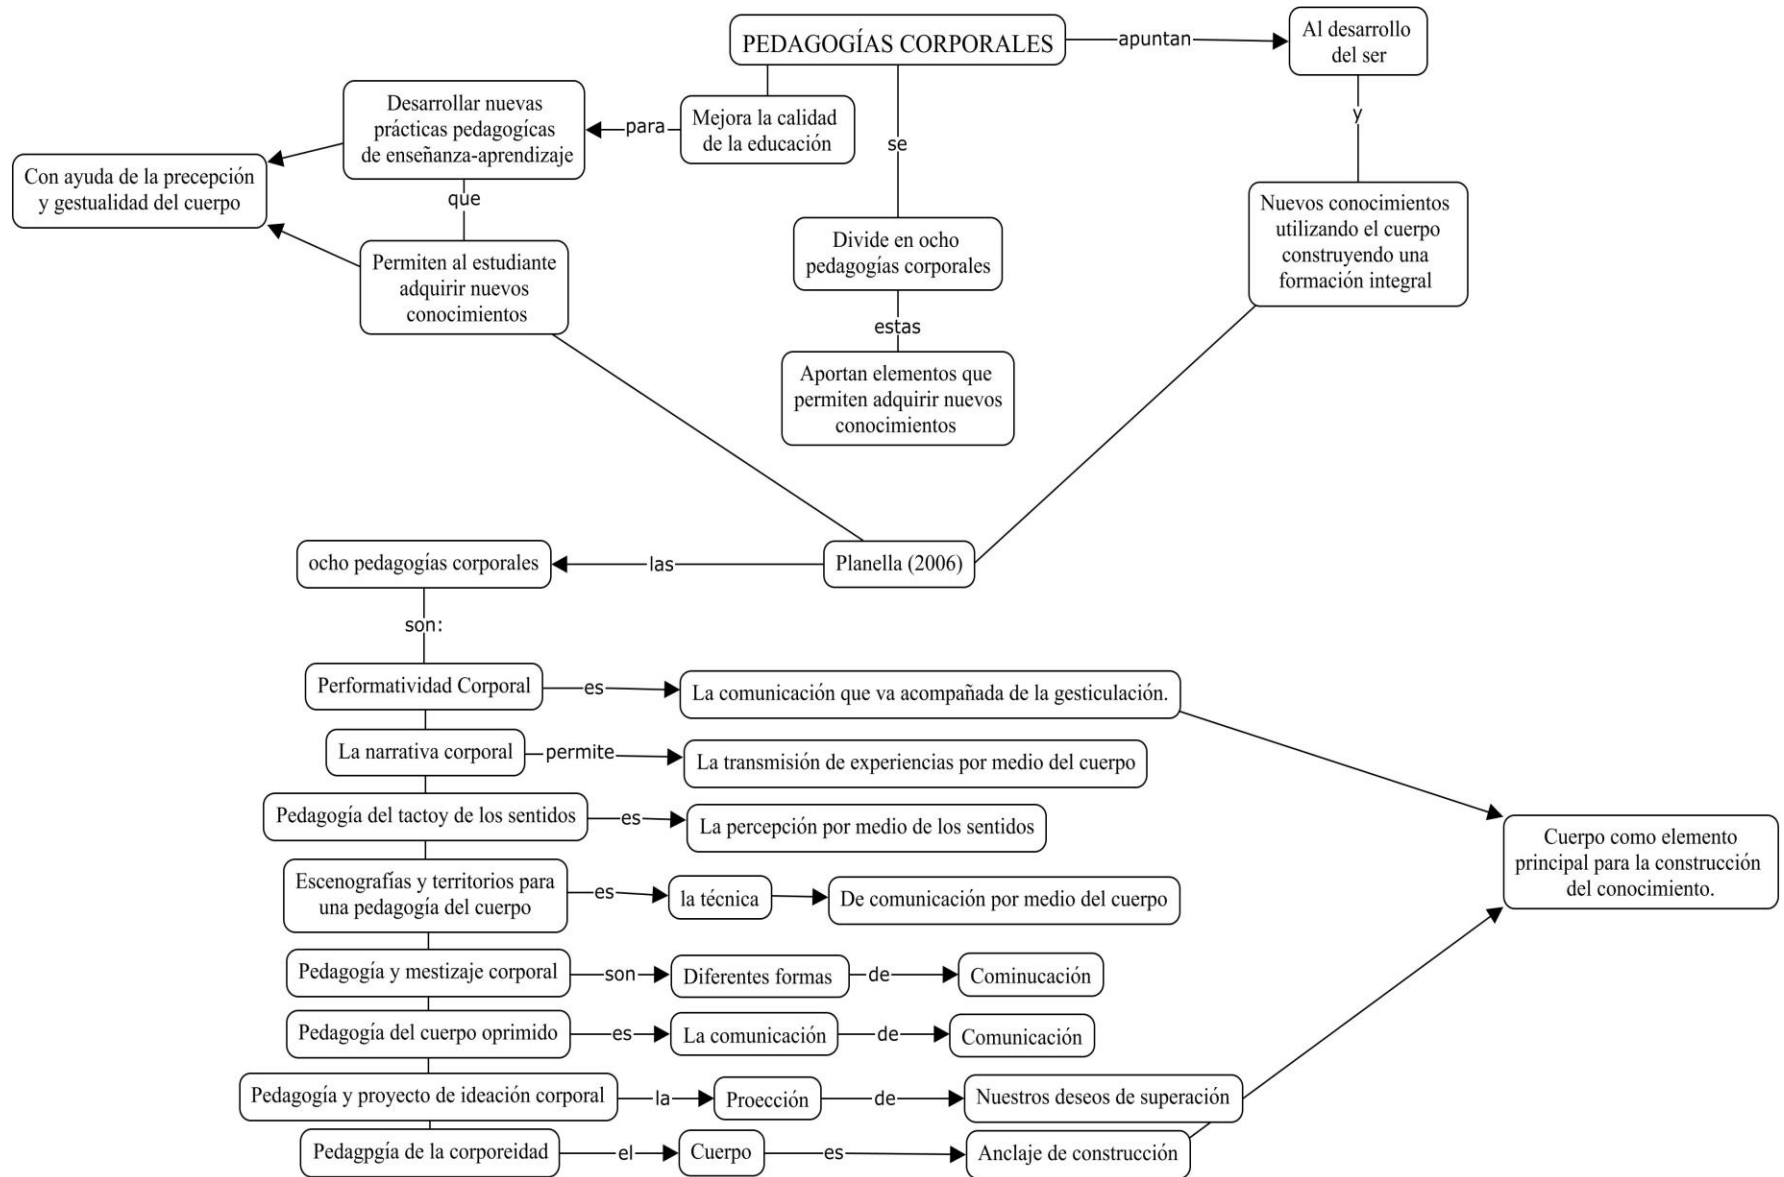 PEDAGOGÍAS CORPORALES
apuntan
Al desarrollo
del ser
y
Nuevos conocimientos
utilizando el cuerpo
construyendo una
formación integral
Mejora la calidad
de la educación
para
Desarrollar nuevas
prácticas pedagogícas
de enseñanza-aprendizaje
que
Permiten al estudiante
adquirir nuevos
conocimientos
Con ayuda de la precepción
y gestualidad del cuerpo
se
Divide en ocho
pedagogías corporales
estas
Aportan elementos que
permiten adquirir nuevos
conocimientos
Planella (2006)
las
ocho pedagogías corporales
son:
Performatividad Corporal
es
La comunicación que va acompañada de la gesticulación.
La narrativa corporal
permite
La transmisión de experiencias por medio del cuerpo
Pedagogía del tactoy de los sentidos
es
La percepción por medio de los sentidos
Escenografías y territorios para
una pedagogía del cuerpo
es
la técnica
De comunicación por medio del cuerpo
Pedagogía y mestizaje corporal
son
Diferentes formas
de
Cominucación
Pedagogía del cuerpo oprimido
es
La comunicación
de
Comunicación
Pedagogía y proyecto de ideación corporal
la
Proección
de
Nuestros deseos de superación
Pedagpgía de la corporeidad
el
Cuerpo
es
Anclaje de construcción
Cuerpo como elemento
principal para la construcción
del conocimiento.